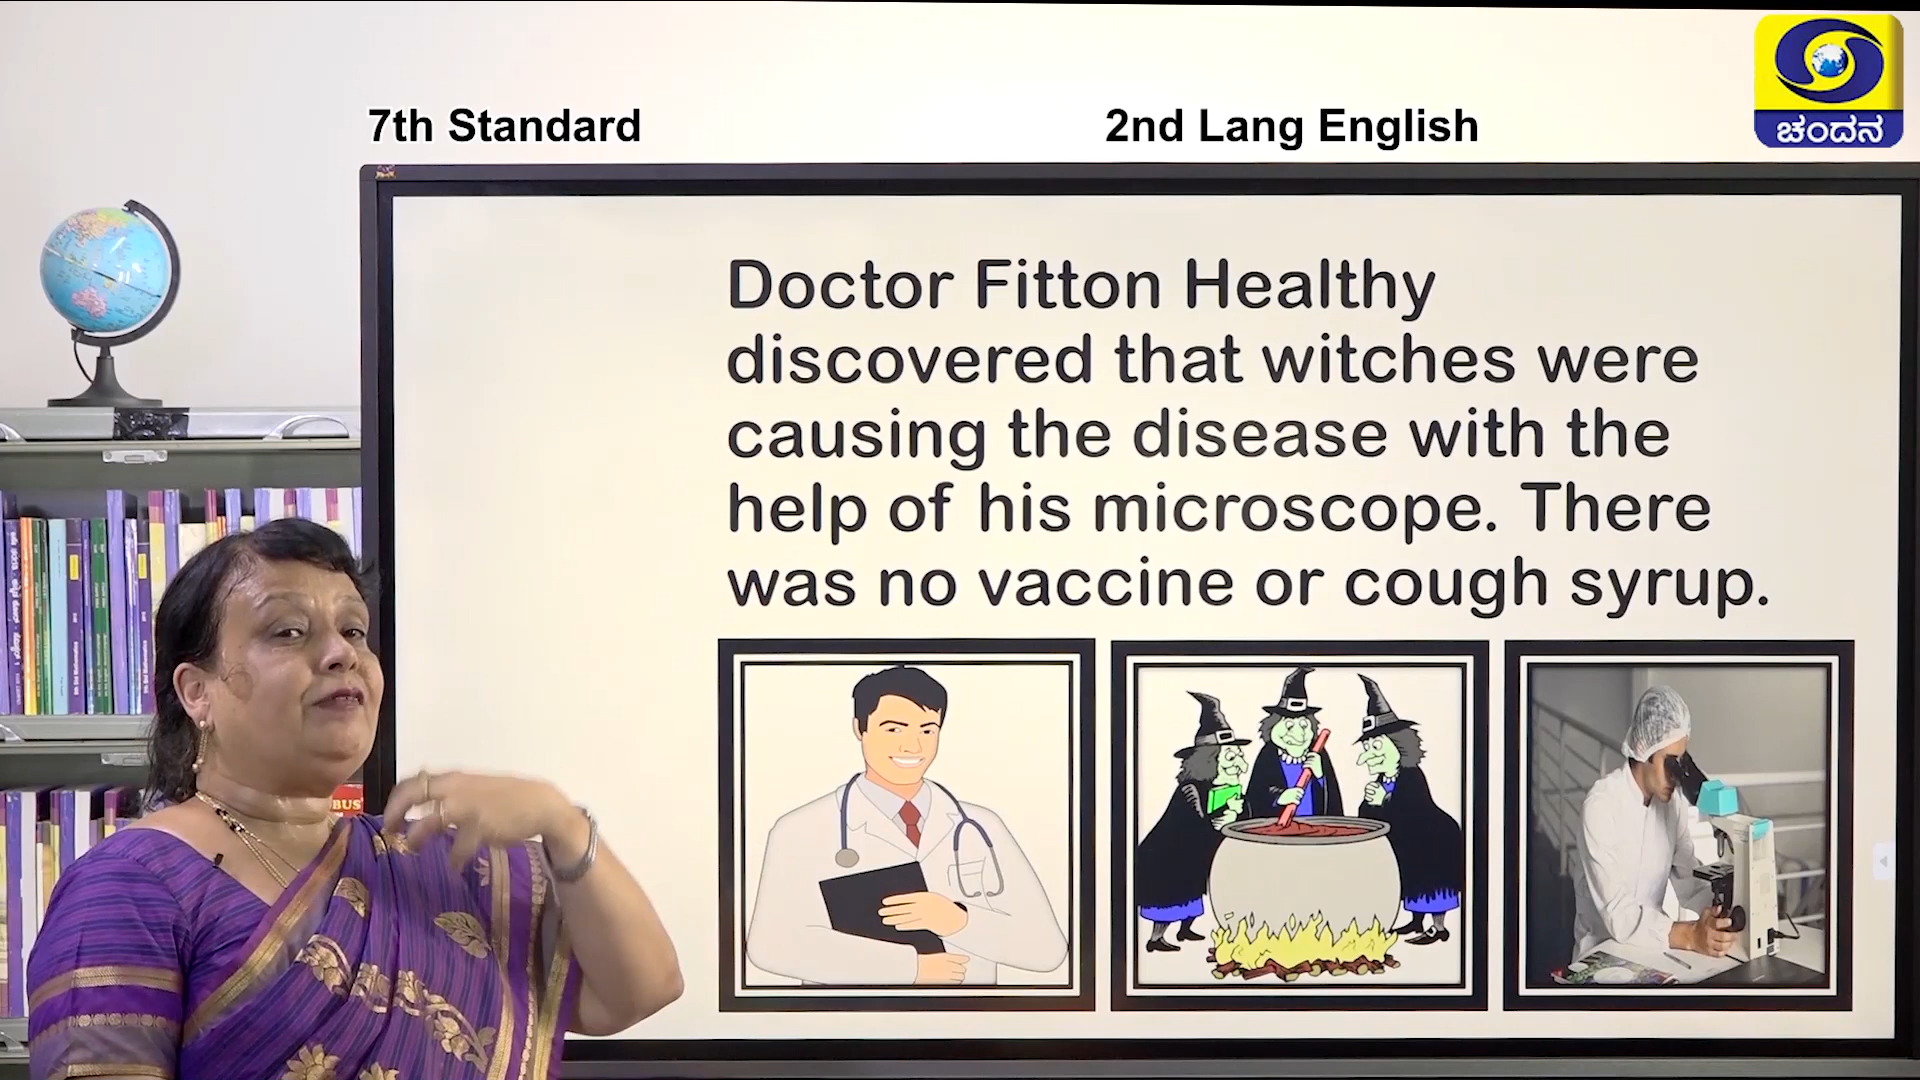 7th Standard
2nd Lang English
ಚಂದನ
Doctor Fitton Healthy
discovered that witches were
causing the disease with the
help of his microscope. There
was no vaccine or cough syrup.
BUS